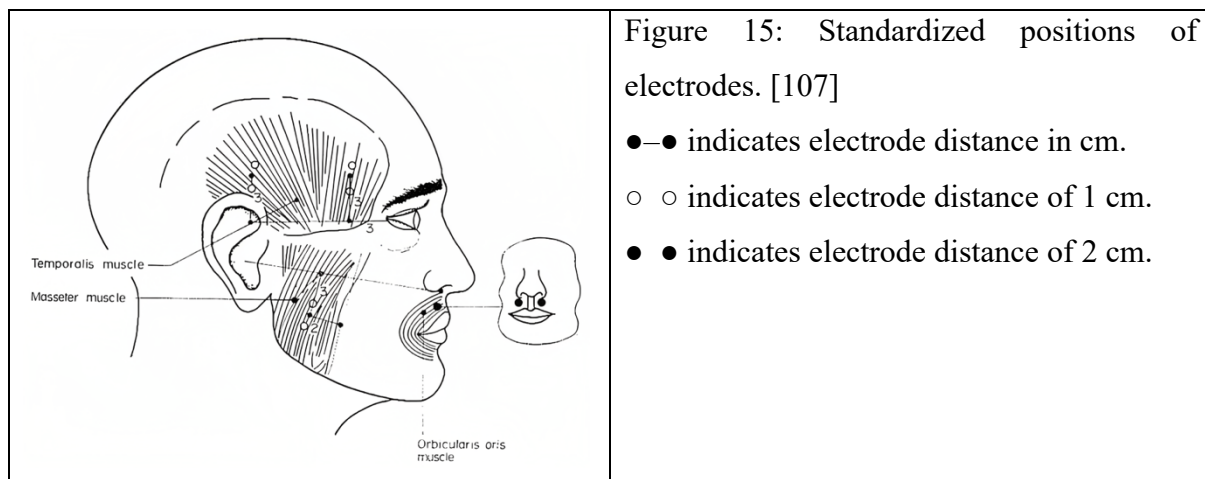 3
3
3
Temporalis muscle
Masseter muscle
3
2
Orbicularis oris
muscle
Figure 15: Standardized positions of
electrodes. [107]
●–● indicates electrode distance in cm.
○ ○ indicates electrode distance of 1 cm.
● ● indicates electrode distance of 2 cm.